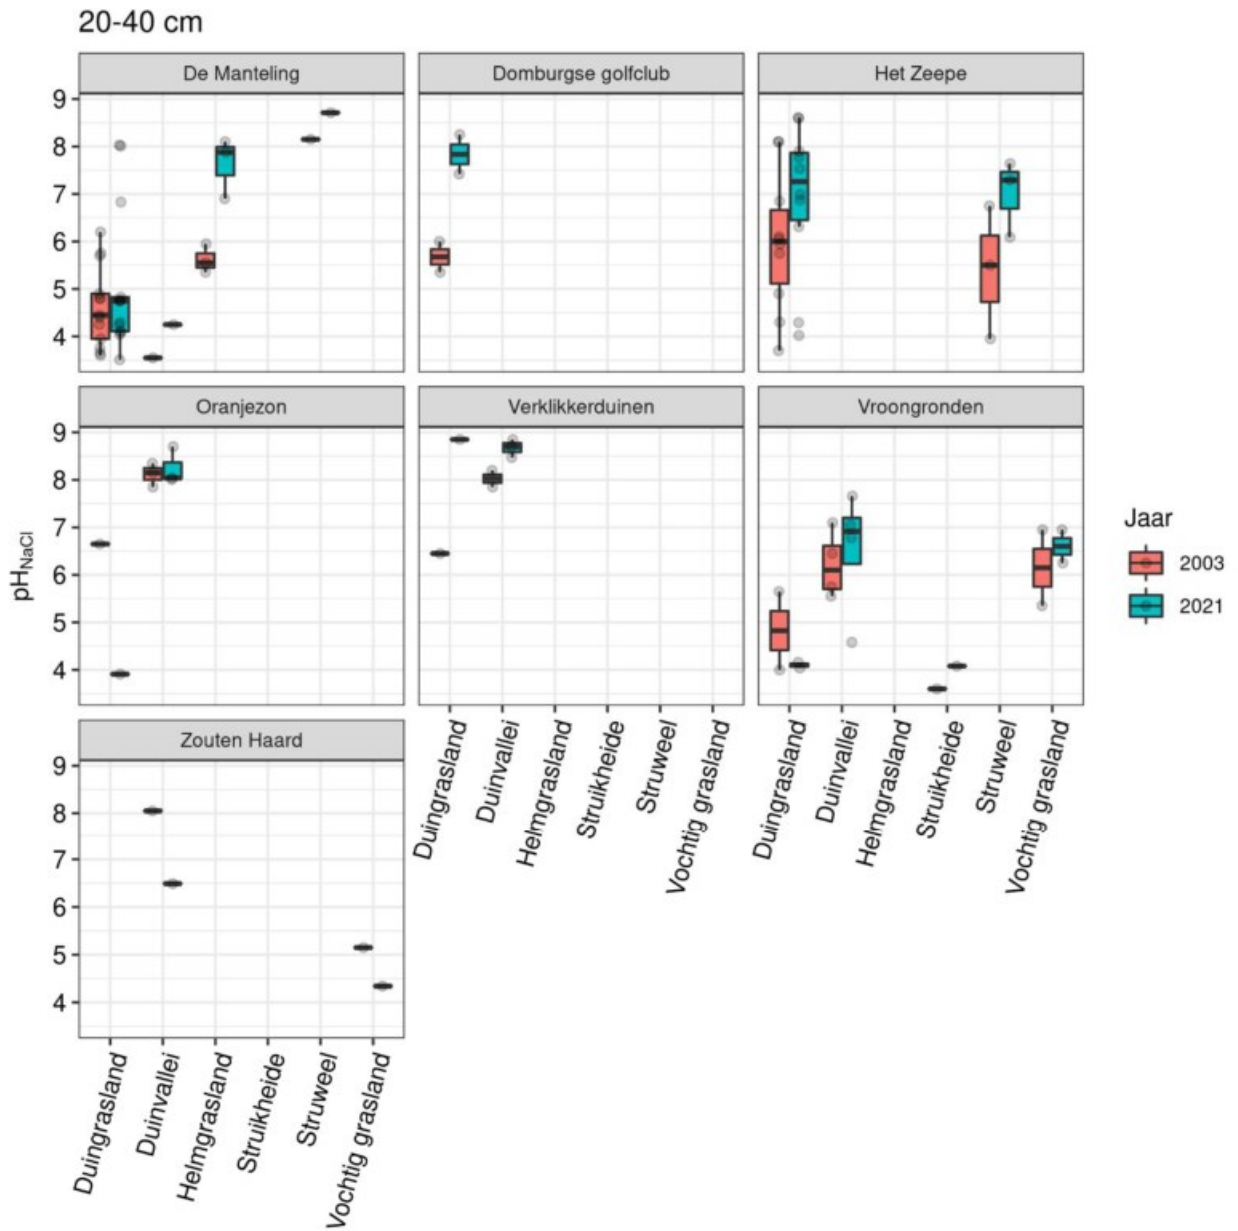 20-40 cm
De Manteling
Domburgse golfclub
Het Zeepe
9
8
7
6
5
4
Oranjezon
Verklikkerduinen
Vroongronden
9
8
7
6
5
4
pHNaCl
Jaar
2003
2021
Duingrasland
Duinvallei
Helmgrasland
Struikheide
Struweel
Vochtig grasland
Duingrasland
Duinvallei
Helmgrasland
Struikheide
Struweel
Vochtig grasland
Zouten Haard
9
8
7
6
5
4
Duingrasland
Duinvallei
Helmgrasland
Struikheide
Struweel
Vochtig grasland